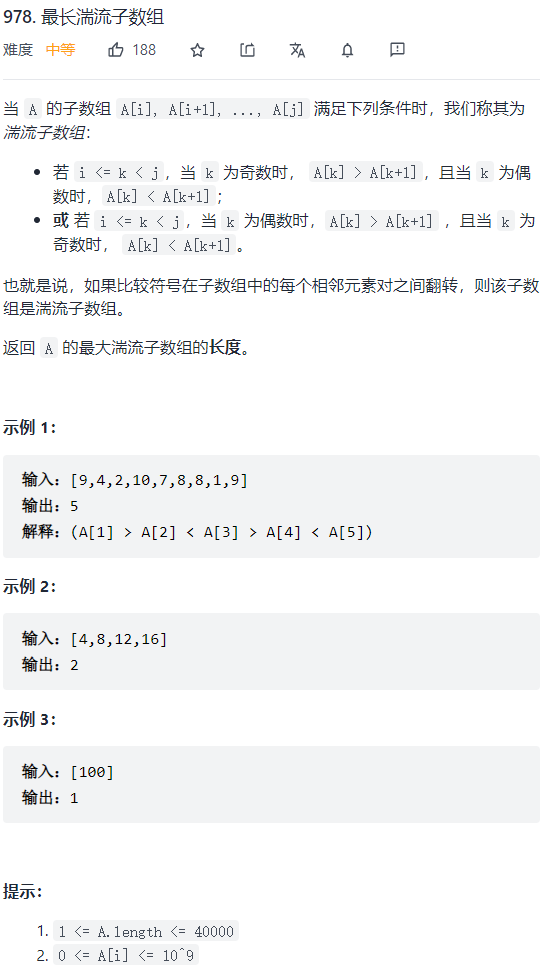 978. 最长湍流子数组
难度 中等 188
当 A 的子数组 A[i], A[i+1], ..., A[j] 满足下列条件时，我们称其为
湍流子数组：
• 若 i <= k < j，当 k 为奇数时， A[k] > A[k+1]，且当 k 为偶
数时，A[k] < A[k+1]；
• 或 若 i <= k < j，当 k 为偶数时，A[k] > A[k+1] ，且当 k 为
奇数时， A[k] < A[k+1]。
也就是说，如果比较符号在子数组中的每个相邻元素对之间翻转，则该子数
组是湍流子数组。
返回 A 的最大湍流子数组的长度。
示例 1：
输入：[9,4,2,10,7,8,8,1,9]
输出：5
解释：(A[1] > A[2] < A[3] > A[4] < A[5])
示例 2：
输入：[4,8,12,16]
输出：2
示例 3：
输入：[100]
输出：1
提示：
1. 1 <= A.length <= 40000
2. 0 <= A[i] <= 10^9